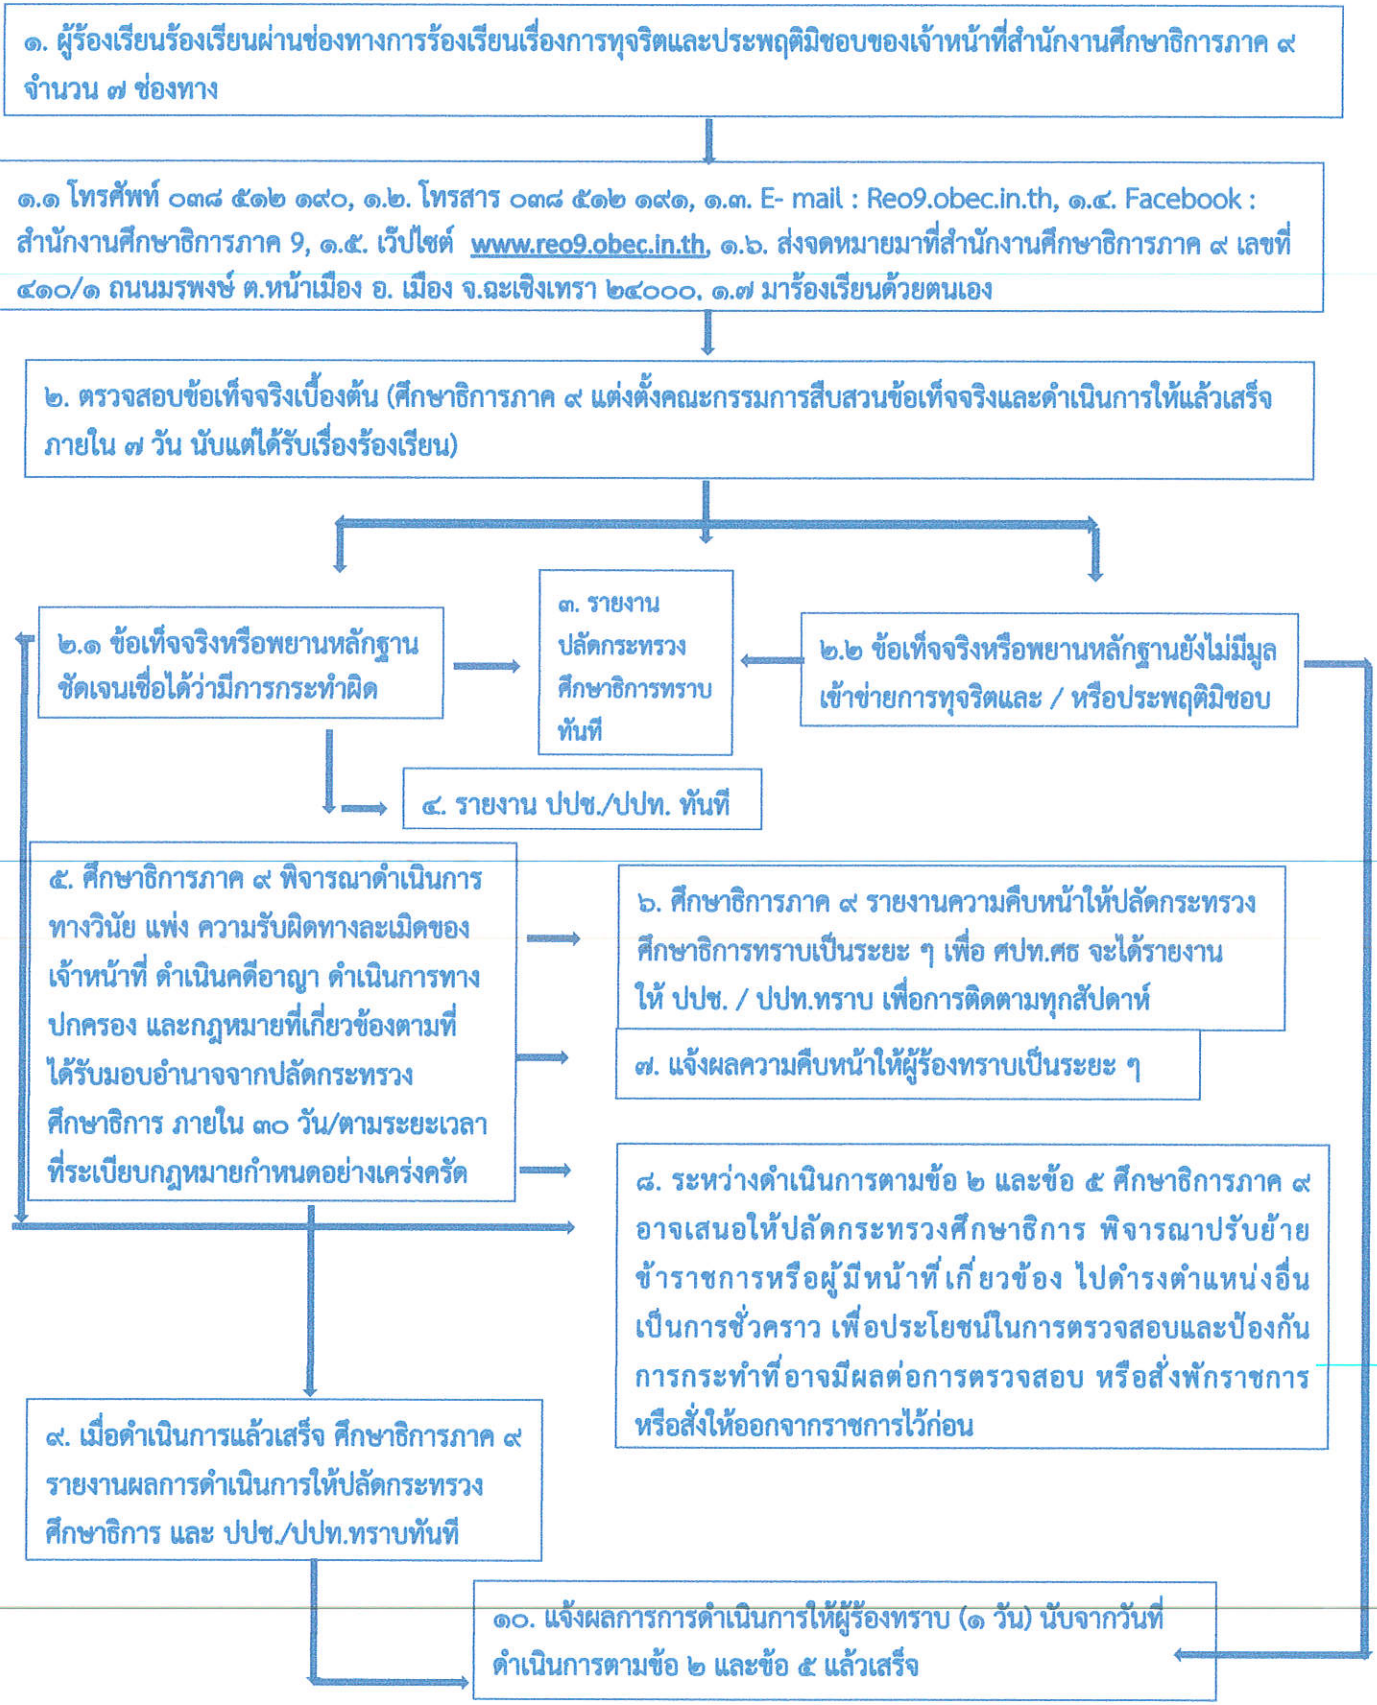 ๑. ผู้ร้องเรียนร้องเรียนผ่านช่องทางการร้องเรียนเรื่องการทุจริตและประพฤติมิชอบของเจ้าหน้าที่สำนักงานศึกษาธิการภาค ๙
จำนวน ๗ ช่องทาง
๑.๑ โทรศัพท์ ๐๓๘ ๕๑๒ ๑๙๐, ๑.๒. โทรสาร ๐๓๘ ๕๑๒ ๑๙๑, ๑.๓. E- mail : Reo9.obec.in.th, ๑.๔. Facebook :
สำนักงานศึกษาธิการภาค 9, ๑.๕. เว็ปไซต์ www.reo9.obec.in.th, ๑.๖. ส่งจดหมายมาที่สำนักงานศึกษาธิการภาค ๙ เลขที่
๔๑๐/๑ ถนนมรุพงษ์ ต.หน้าเมือง อ. เมือง จ.ฉะเชิงเทรา ๒๔๐๐๐, ๑.๗ มาร้องเรียนด้วยตนเอง
๒. ตรวจสอบข้อเท็จจริงเบื้องต้น (ศึกษาธิการภาค ๙ แต่งตั้งคณะกรรมการสืบสวนข้อเท็จจริงและดำเนินการให้แล้วเสร็จ
ภายใน ๗ วัน นับแต่ได้รับเรื่องร้องเรียน)
๒.๑ ข้อเท็จจริงหรือพยานหลักฐาน
ชัดเจนเชื่อได้ว่ามีการกระทำผิด
๓. รายงาน
ปลัดกระทรวง
ศึกษาธิการทราบ
ทันที
๒.๒ ข้อเท็จจริงหรือพยานหลักฐานยังไม่มีมูล
เข้าข่ายการทุจริตและ / หรือประพฤติมิชอบ
๔. รายงาน ปปช./ปปท. ทันที
๕. ศึกษาธิการภาค ๙ พิจารณาดำเนินการ
ทางวินัย แพ่ง ความรับผิดทางละเมิดของ
เจ้าหน้าที่ ดำเนินคดีอาญา ดำเนินการทาง
ปกครอง และกฎหมายที่เกี่ยวข้องตามที่
ได้รับมอบอำนาจจากปลัดกระทรวง
ศึกษาธิการ ภายใน ๓๐ วัน/ตามระยะเวลา
ที่ระเบียบกฎหมายกำหนดอย่างเคร่งครัด
๖. ศึกษาธิการภาค ๙ รายงานความคืบหน้าให้ปลัดกระทรวง
ศึกษาธิการทราบเป็นระยะ ๆ เพื่อ ศปท.ศธ จะได้รายงาน
ให้ ปปช. / ปปท.ทราบ เพื่อการติดตามทุกสัปดาห์
๗. แจ้งผลความคืบหน้าให้ผู้ร้องทราบเป็นระยะ ๆ
๘. ระหว่างดำเนินการตามข้อ ๒ และข้อ ๕ ศึกษาธิการภาค ๙
อาจเสนอให้ปลัดกระทรวงศึกษาธิการ พิจารณาปรับย้าย
ข้าราชการหรือผู้มีหน้าที่เกี่ยวข้อง ไปดำรงตำแหน่งอื่น
เป็นการชั่วคราว เพื่อประโยชน์ในการตรวจสอบและป้องกัน
การกระทำที่อาจมีผลต่อการตรวจสอบ หรือสั่งพักราชการ
หรือสั่งให้ออกจากราชการไว้ก่อน
๙. เมื่อดำเนินการแล้วเสร็จ ศึกษาธิการภาค ๙
รายงานผลการดำเนินการให้ปลัดกระทรวง
ศึกษาธิการ และ ปปช./ปปท.ทราบทันที
๑๐. แจ้งผลการการดำเนินการให้ผู้ร้องทราบ (๑ วัน) นับจากวันที่
ดำเนินการตามข้อ ๒ และข้อ ๕ แล้วเสร็จ